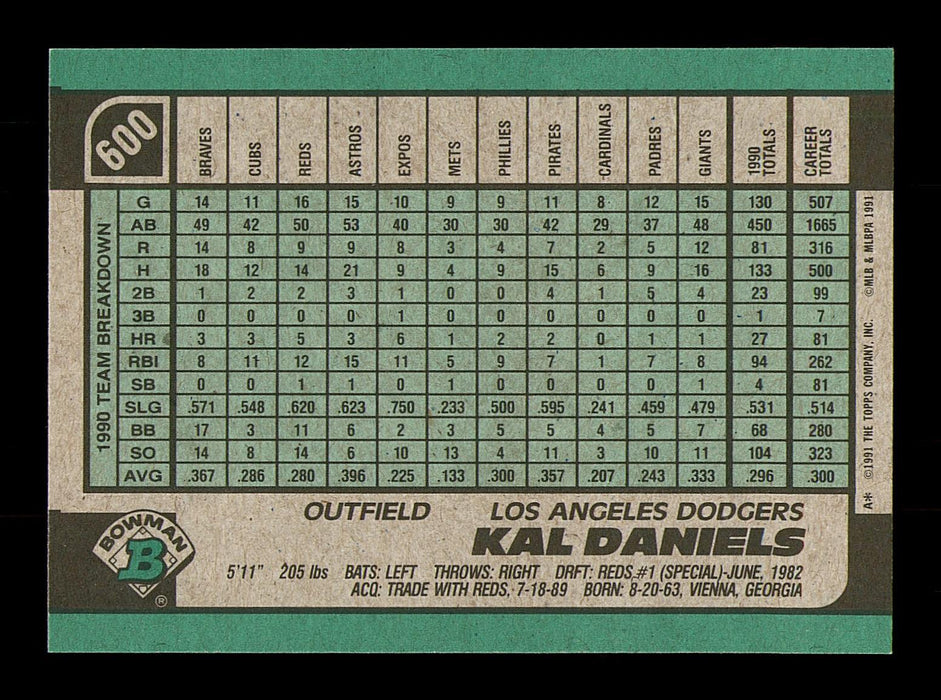 600 BRAVES CUBS REDS ASTROS EXPOS METS PHILLIES PIRATES CARDINALS PADRES GIANTS 1990 TOTALS CAREER TOTALS
1990 TEAM BREAKDOWN
G 14 11 16 15 10 9 9 11 8 12 15 130 507
AB 49 42 50 53 40 30 30 42 29 37 48 450 1665
R 14 8 9 9 8 3 4 7 2 5 12 81 316
H 18 12 14 21 9 4 9 15 6 9 16 133 500
2B 1 2 2 3 1 0 0 4 1 5 4 23 99
3B 0 0 0 0 1 0 0 0 0 0 0 1 7
HR 3 3 5 3 6 1 2 2 0 1 1 27 81
RBI 8 11 12 15 11 5 9 7 1 7 8 94 262
SB 0 0 1 1 0 1 0 0 0 0 1 4 81
SLG .571 .548 .620 .623 .750 .233 .500 .595 .241 .459 .479 .531 .514
BB 17 3 11 6 2 3 5 5 4 5 7 68 280
SO 14 8 14 6 10 13 4 11 3 10 11 104 323
AVG .367 .286 .280 .396 .225 .133 .300 .357 .207 .243 .333 .296 .300
A** ©1991 THE TOPPS COMPANY, INC. ©MLB & MLBPA 1991
OUTFIELD LOS ANGELES DODGERS
KAL DANIELS
BOWMAN
B
®
5'11" 205 lbs BATS: LEFT THROWS: RIGHT DRFT: REDS,#1 (SPECIAL)-JUNE, 1982
ACQ: TRADE WITH REDS, 7-18-89 BORN: 8-20-63, VIENNA, GEORGIA